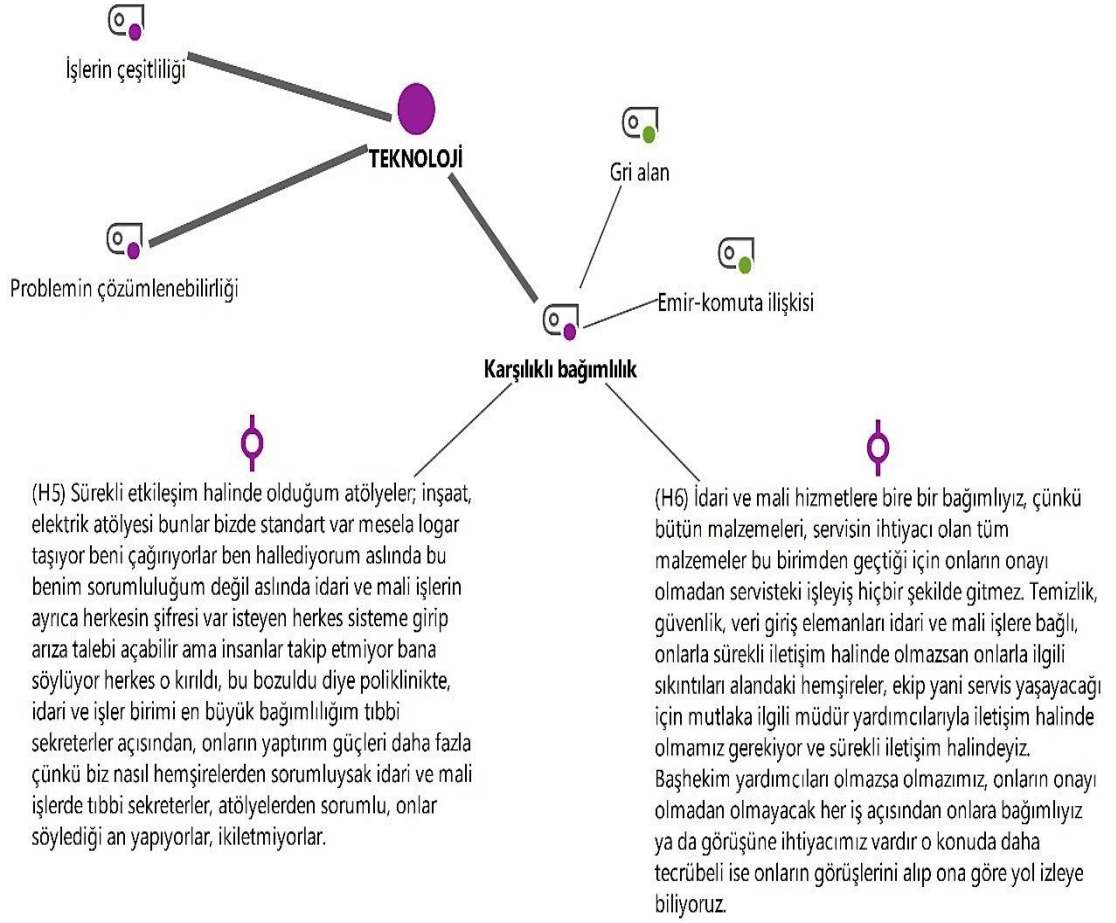 İşlerin çeşitliliği
TEKNOLOJİ
Gri alan
Problemin çözümlenebilirliği
Emir-komuta ilişkisi
Karşılıklı bağımlılık
(H5) Sürekli etkileşim halinde olduğum atölyeler; inşaat,
elektrik atölyesi bunlar bizde standart var mesela logar
taşıyor beni çağırıyorlar ben hallediyorum aslında bu
benim sorumluluğum değil aslında idari ve mali işlerin
ayrıca herkesin şifresi var isteyen herkes sisteme girip
arıza talebi açabilir ama insanlar takip etmiyor bana
söylüyor herkes o kırıldı, bu bozuldu diye poliklinikte,
idari ve işler birimi en büyük bağımlılığım tıbbi
sekreterler açısından, onların yaptırım güçleri daha fazla
çünkü biz nasıl hemşirelerden sorumluysak idari ve mali
işlerde tıbbi sekreterler, atölyelerden sorumlu, onlar
söylediği an yapıyorlar, ikiletmiyorlar.
(H6) İdari ve mali hizmetlere bire bir bağımlıyız, çünkü
bütün malzemeleri, servisin ihtiyacı olan tüm
malzemeler bu birimden geçtiği için onların onayı
olmadan servisteki işleyiş hiçbir şekilde gitmez. Temizlik,
güvenlik, veri giriş elemanları idari ve mali işlere bağlı,
onlarla sürekli iletişim halinde olmazsan onlarla ilgili
sıkıntıları alandaki hemşireler, ekip yani servis yaşayacağı
için mutlaka ilgili müdür yardımcılarıyla iletişim halinde
olmamız gerekiyor ve sürekli iletişim halindeyiz.
Başhekim yardımcıları olmazsa olmazımız, onların onayı
olmadan olmayacak her iş açısından onlara bağımlıyız
ya da görüşüne ihtiyacımız vardır o konuda daha
tecrübeli ise onların görüşlerini alıp ona göre yol izleye
biliyoruz.